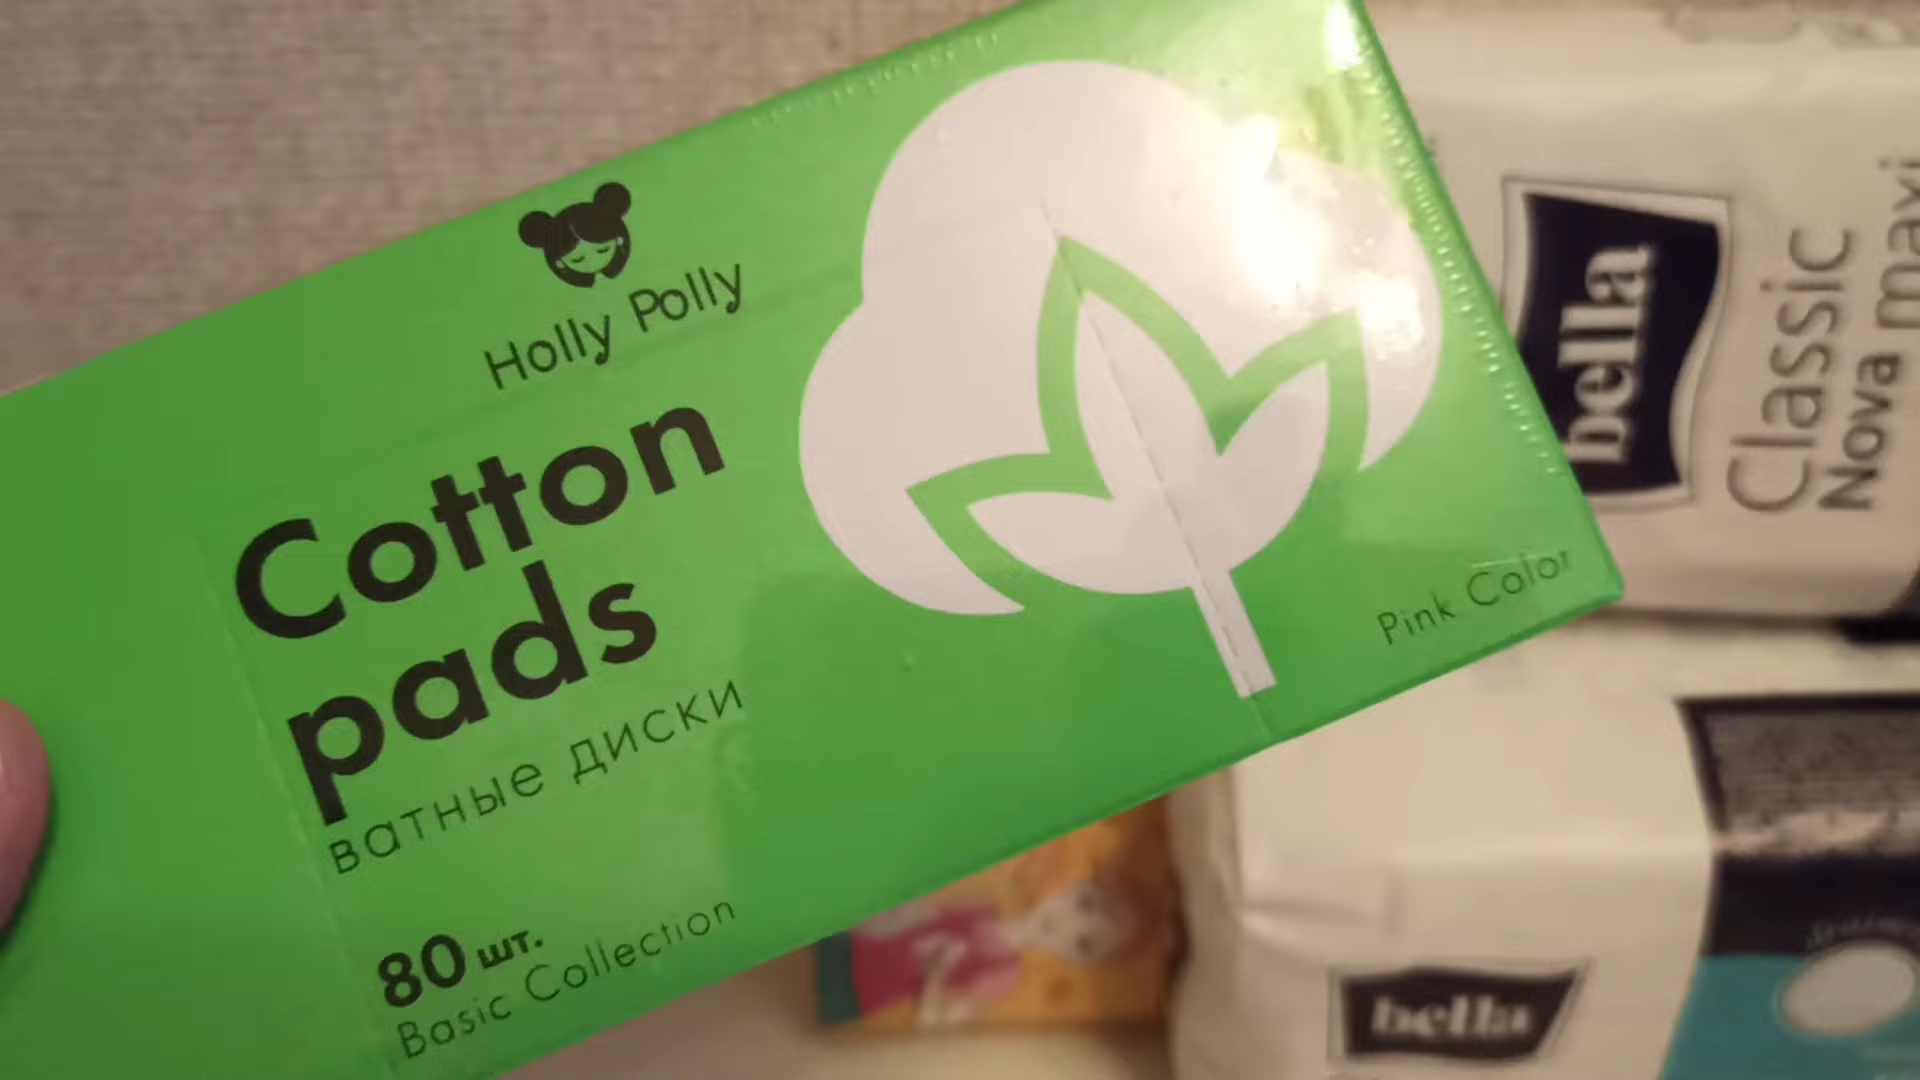 Holly Polly
Cotton
pads
ватные диски
80 шт.
Basic Collection
Pink Color
bella
Classic
Nova maxi
bella